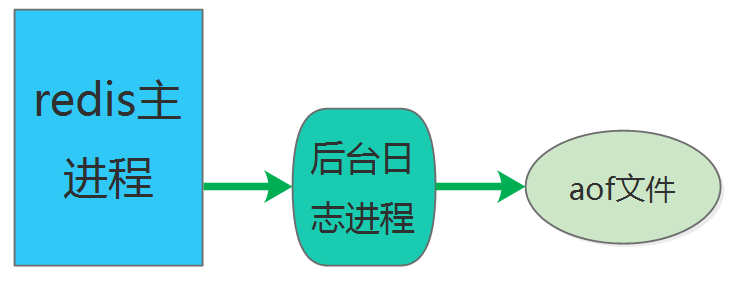 redis主
进程
后台日
志进程
aof文件